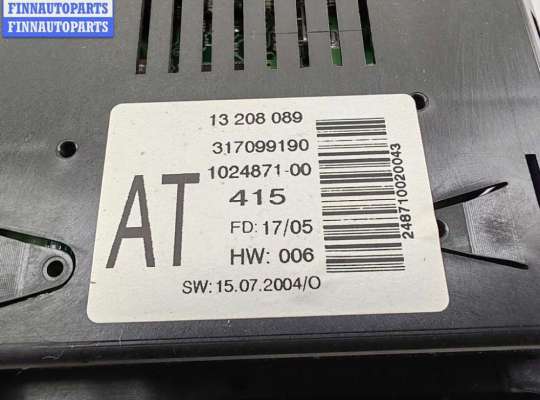 FINNAUTOPARTS
FINNAUTOPARTS
13 208 089
317099190
1024871-00
415
AT
FD: 17/05
HW: 006
SW: 15.07.2004/O
248710020043